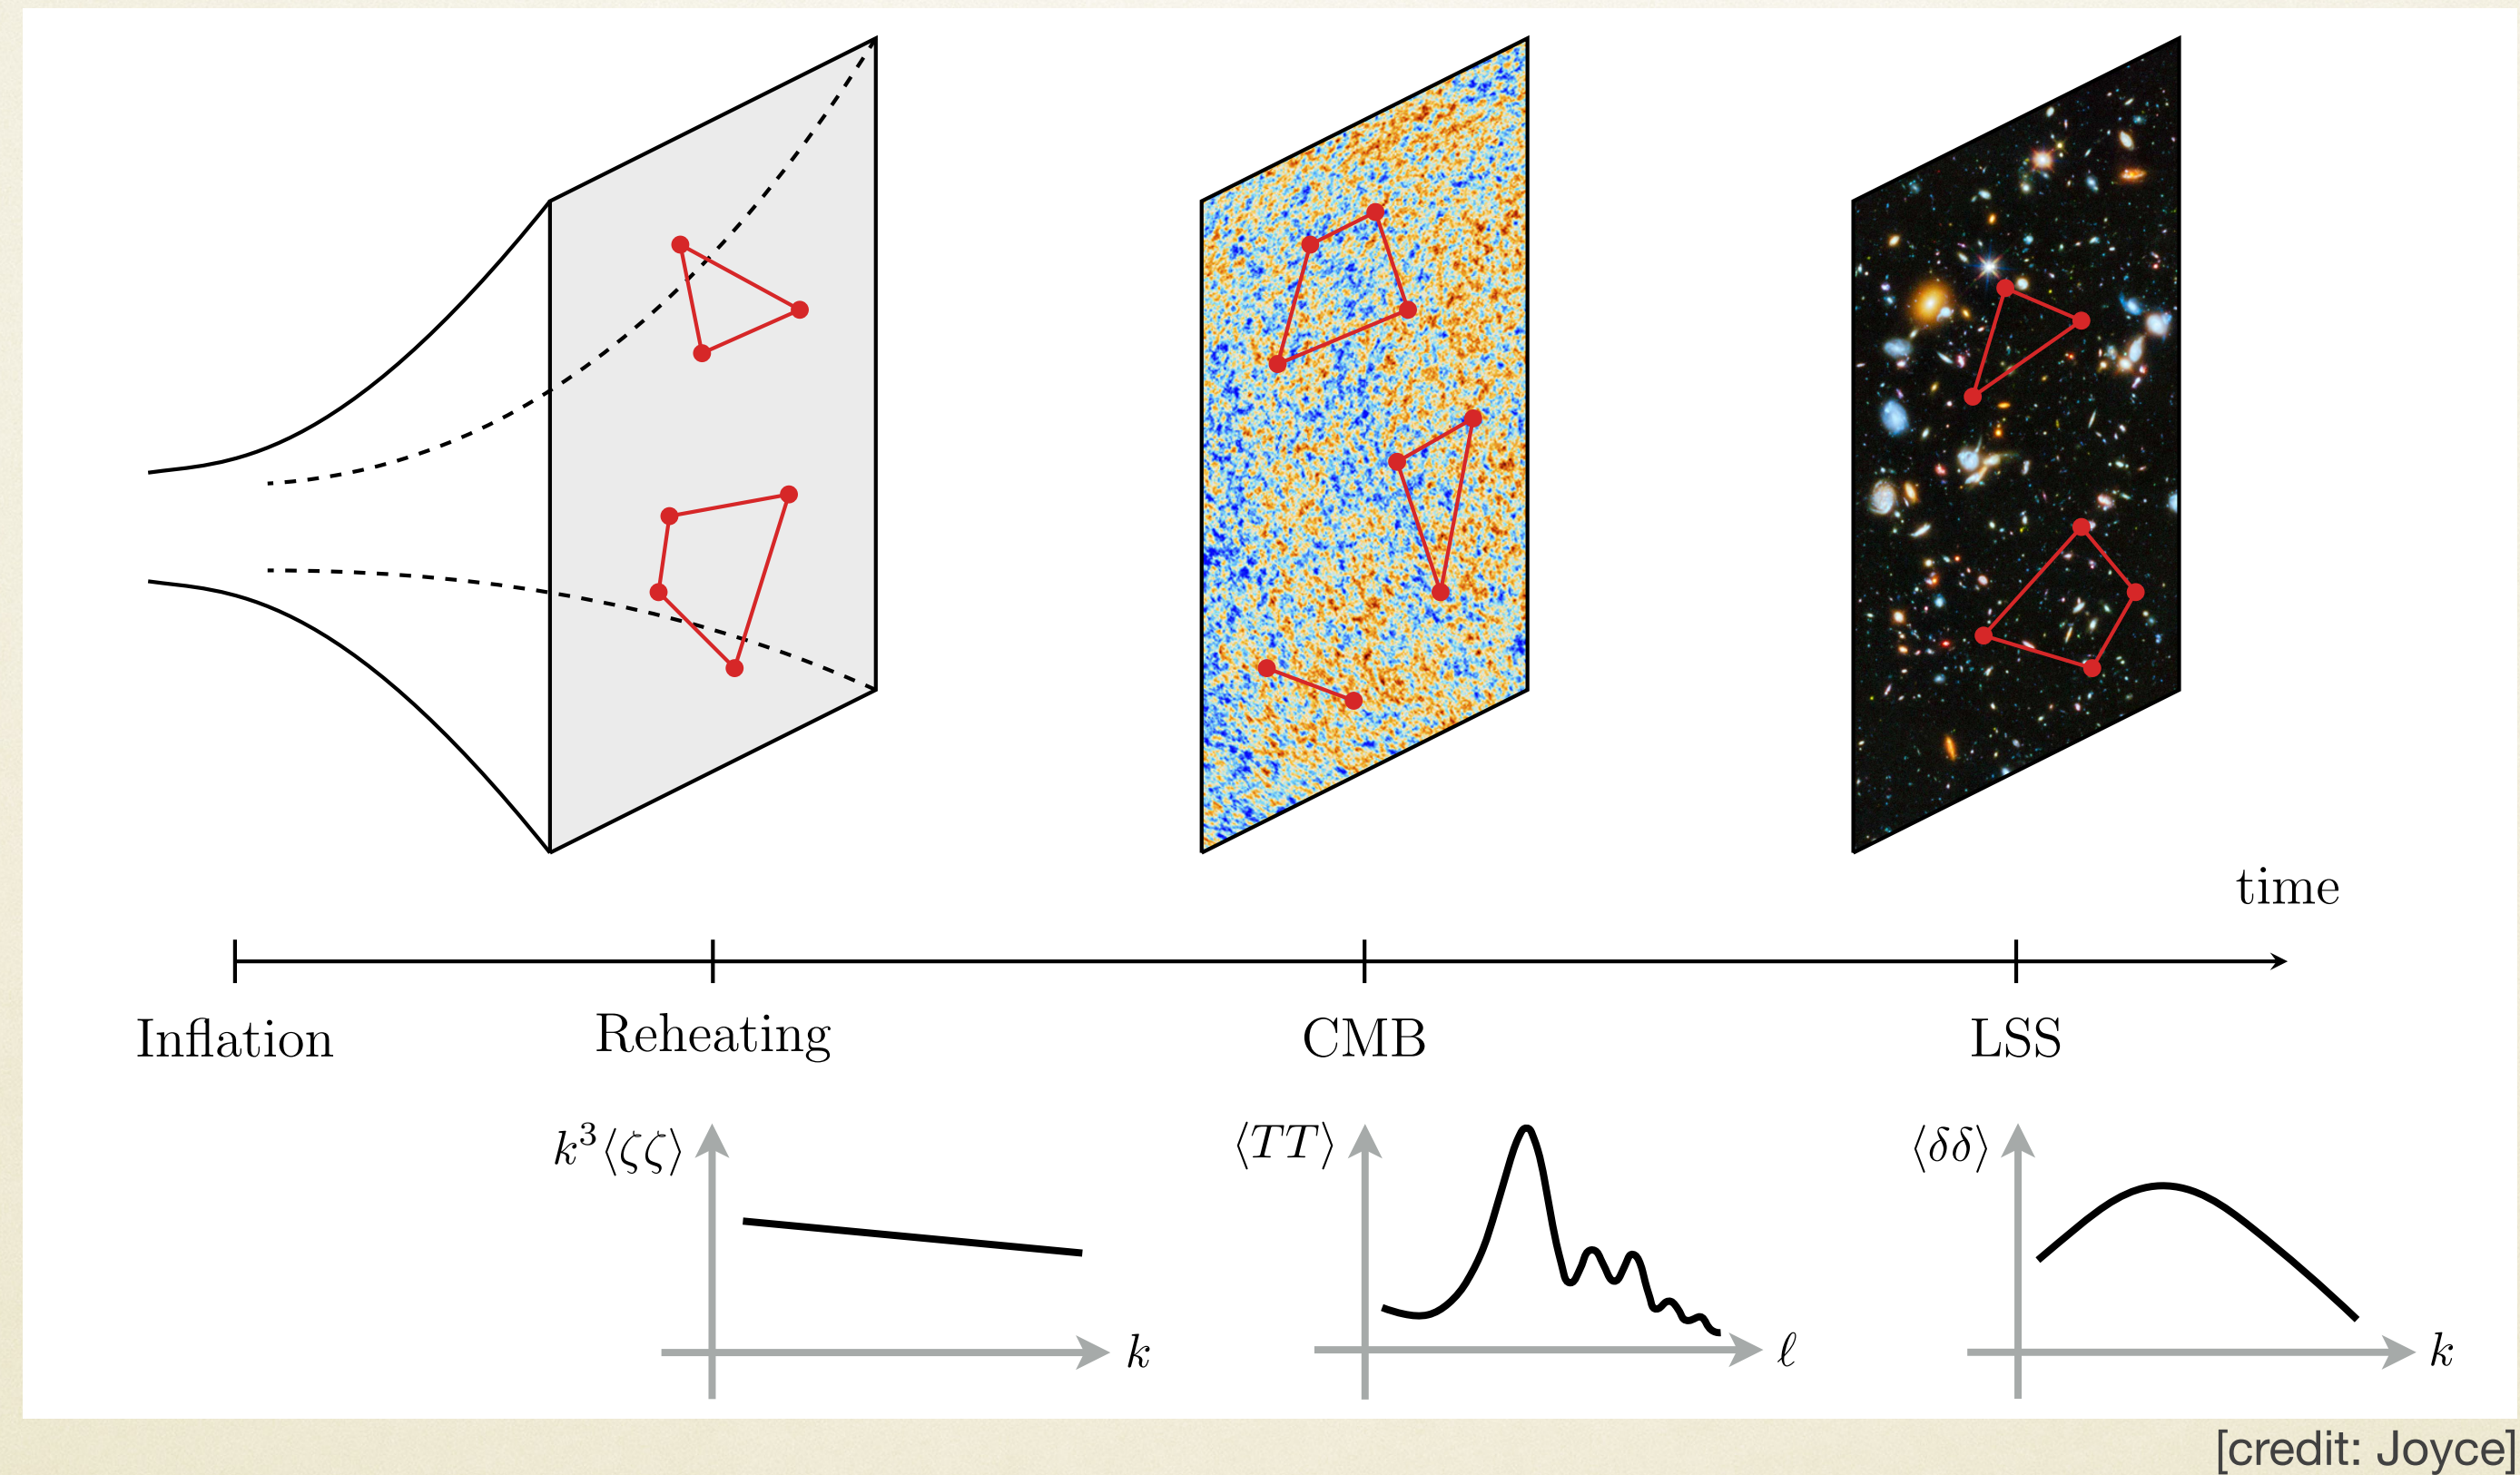 time
Inflation
Reheating
CMB
LSS
k³⟨ζζ⟩
k
⟨TT⟩
ℓ
⟨δδ⟩
k
[credit: Joyce]